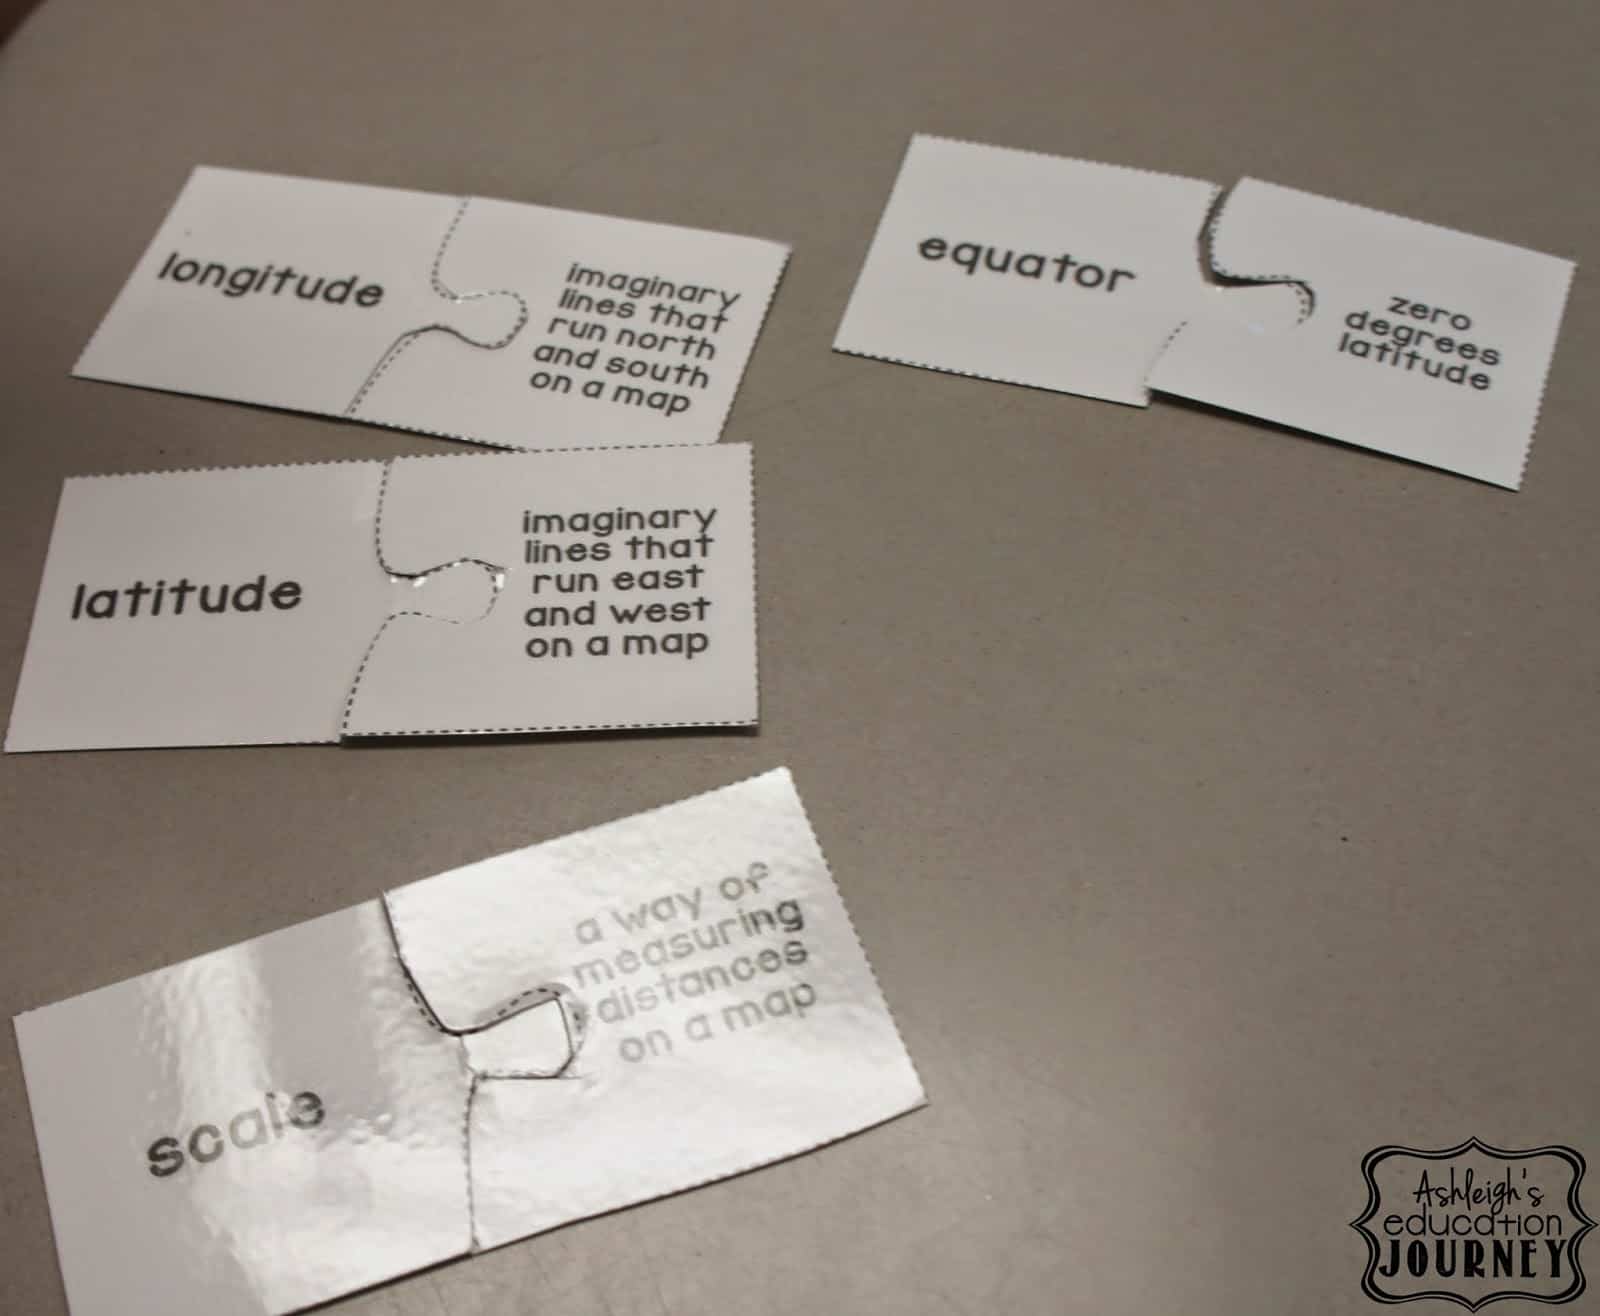 longitude
imaginary
lines that
run north
and south
on a map
equator
zero
degrees
latitude
latitude
imaginary
lines that
run east
and west
on a map
scale
a way of
measuring
distances
on a map
Ashleigh's
education
JOURNEY